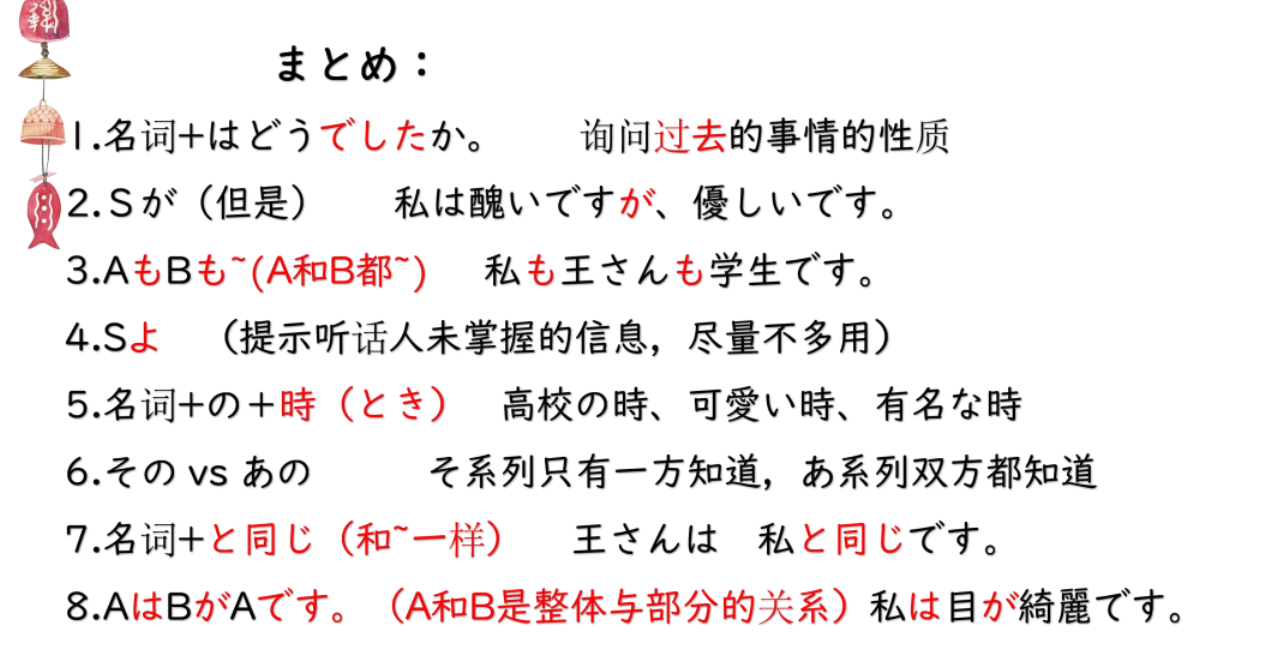 まとめ：
1.名词+はどうでしたか。 询问过去的事情的性质
2.Ｓが（但是） 私は醜いですが、優しいです。
3.AもBも~(A和B都~) 私も王さんも学生です。
4.Sよ （提示听话人未掌握的信息，尽量不多用）
5.名词+の＋時（とき） 高校の時、可愛い時、有名な時
6.その vs あの そ系列只有一方知道，あ系列双方都知道
7.名词+と同じ（和~一样） 王さんは 私と同じです。
8.AはBがAです。（A和B是整体与部分的关系）私は目が綺麗です。